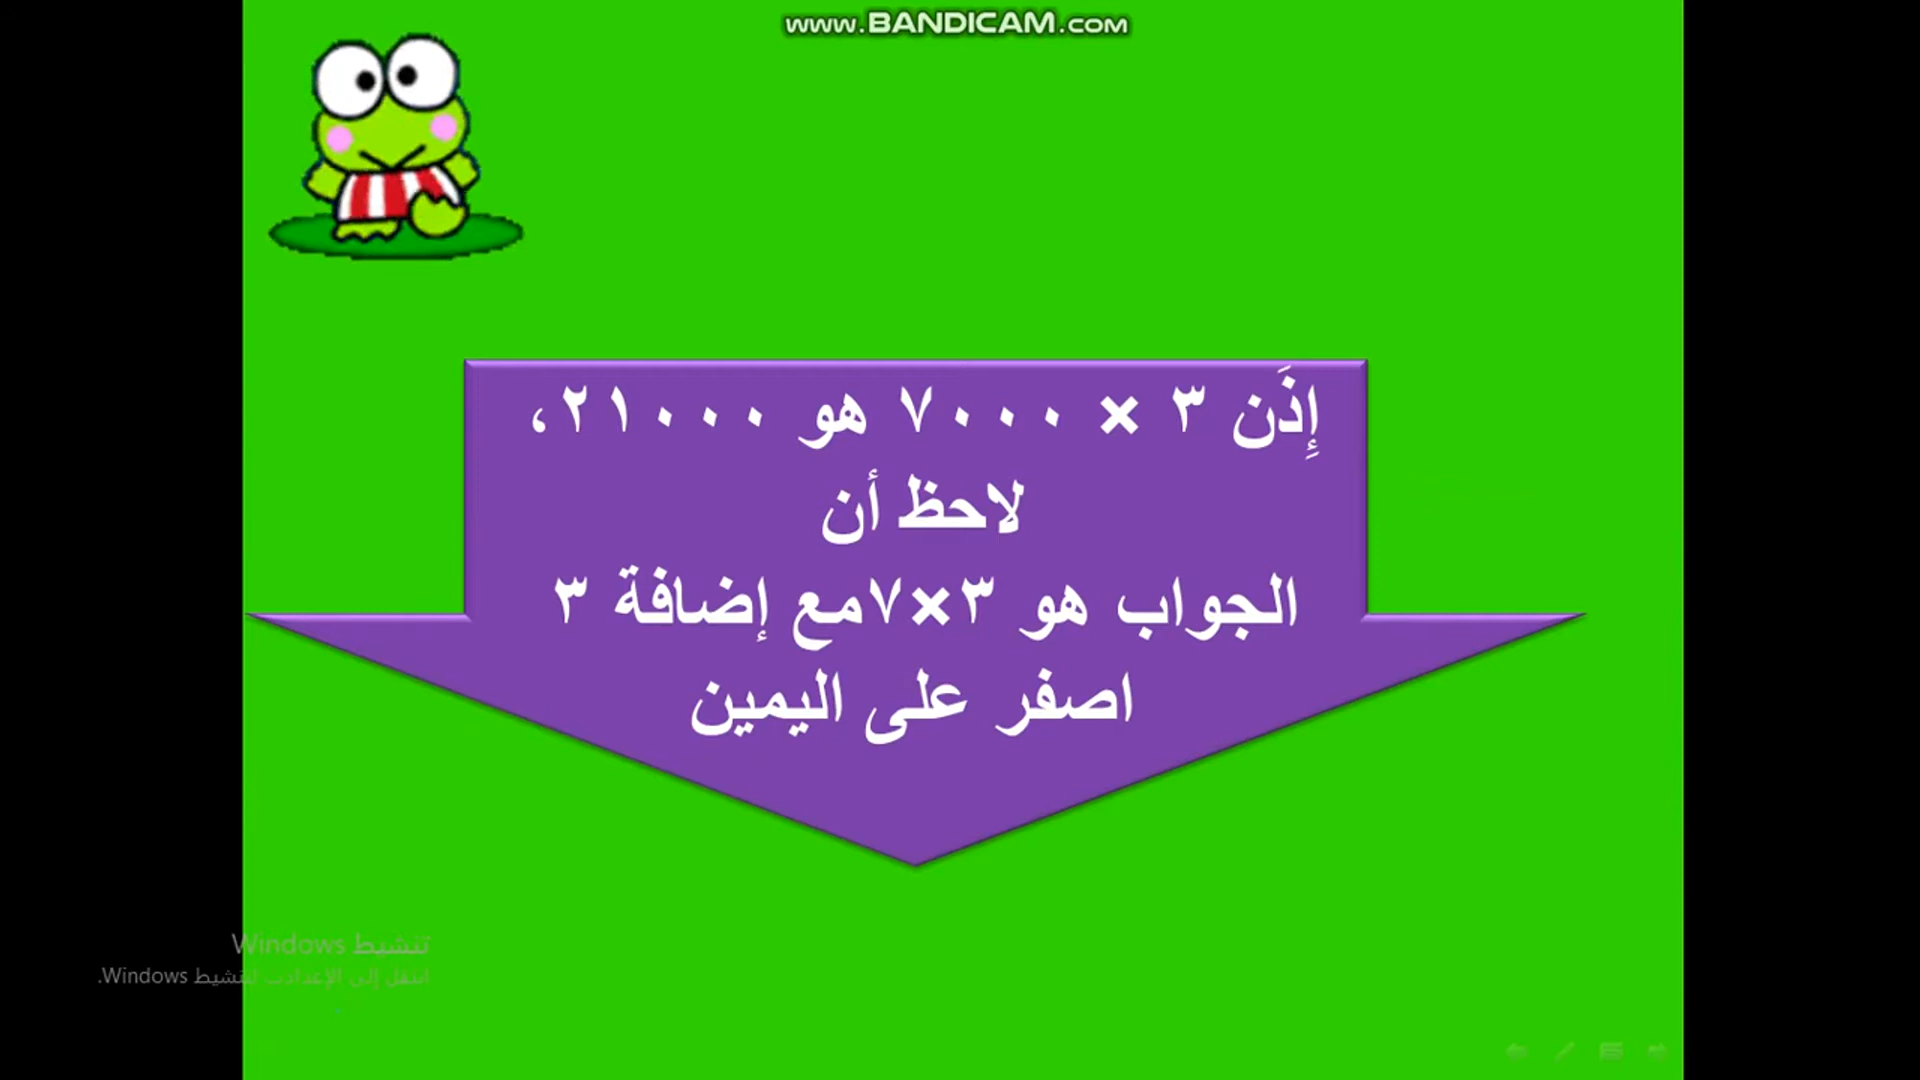 www.BANDICAM.com
إِذَن ٣ × ٧٠٠٠ هو ٢١٠٠٠،
لاحظ أن
الجواب هو ٣×٧مع إضافة ٣
اصفر على اليمين
تنشيط Windows
انتقل إلى الإعدادات لتنشيط Windows.